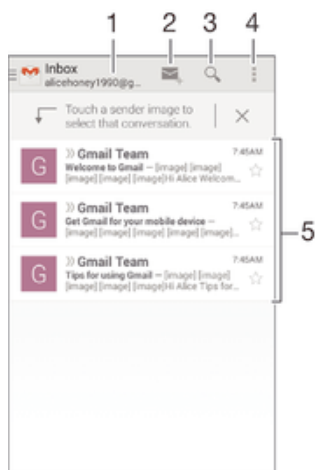 1 2 3 4
Inbox
alicehoney1990@g...
Touch a sender image to
select that conversation.
G
» Gmail Team
7:45AM
Welcome to Gmail – [image] [image]
[image] [image] [image]Hi Alice Welcom...
5
G
» Gmail Team
7:45AM
Get Gmail for your mobile device –
[image] [image] [image] [image] [image]...
G
» Gmail Team
7:45AM
Tips for using Gmail – [image] [image]
[image] [image] [image]Hi Alice Tips for...